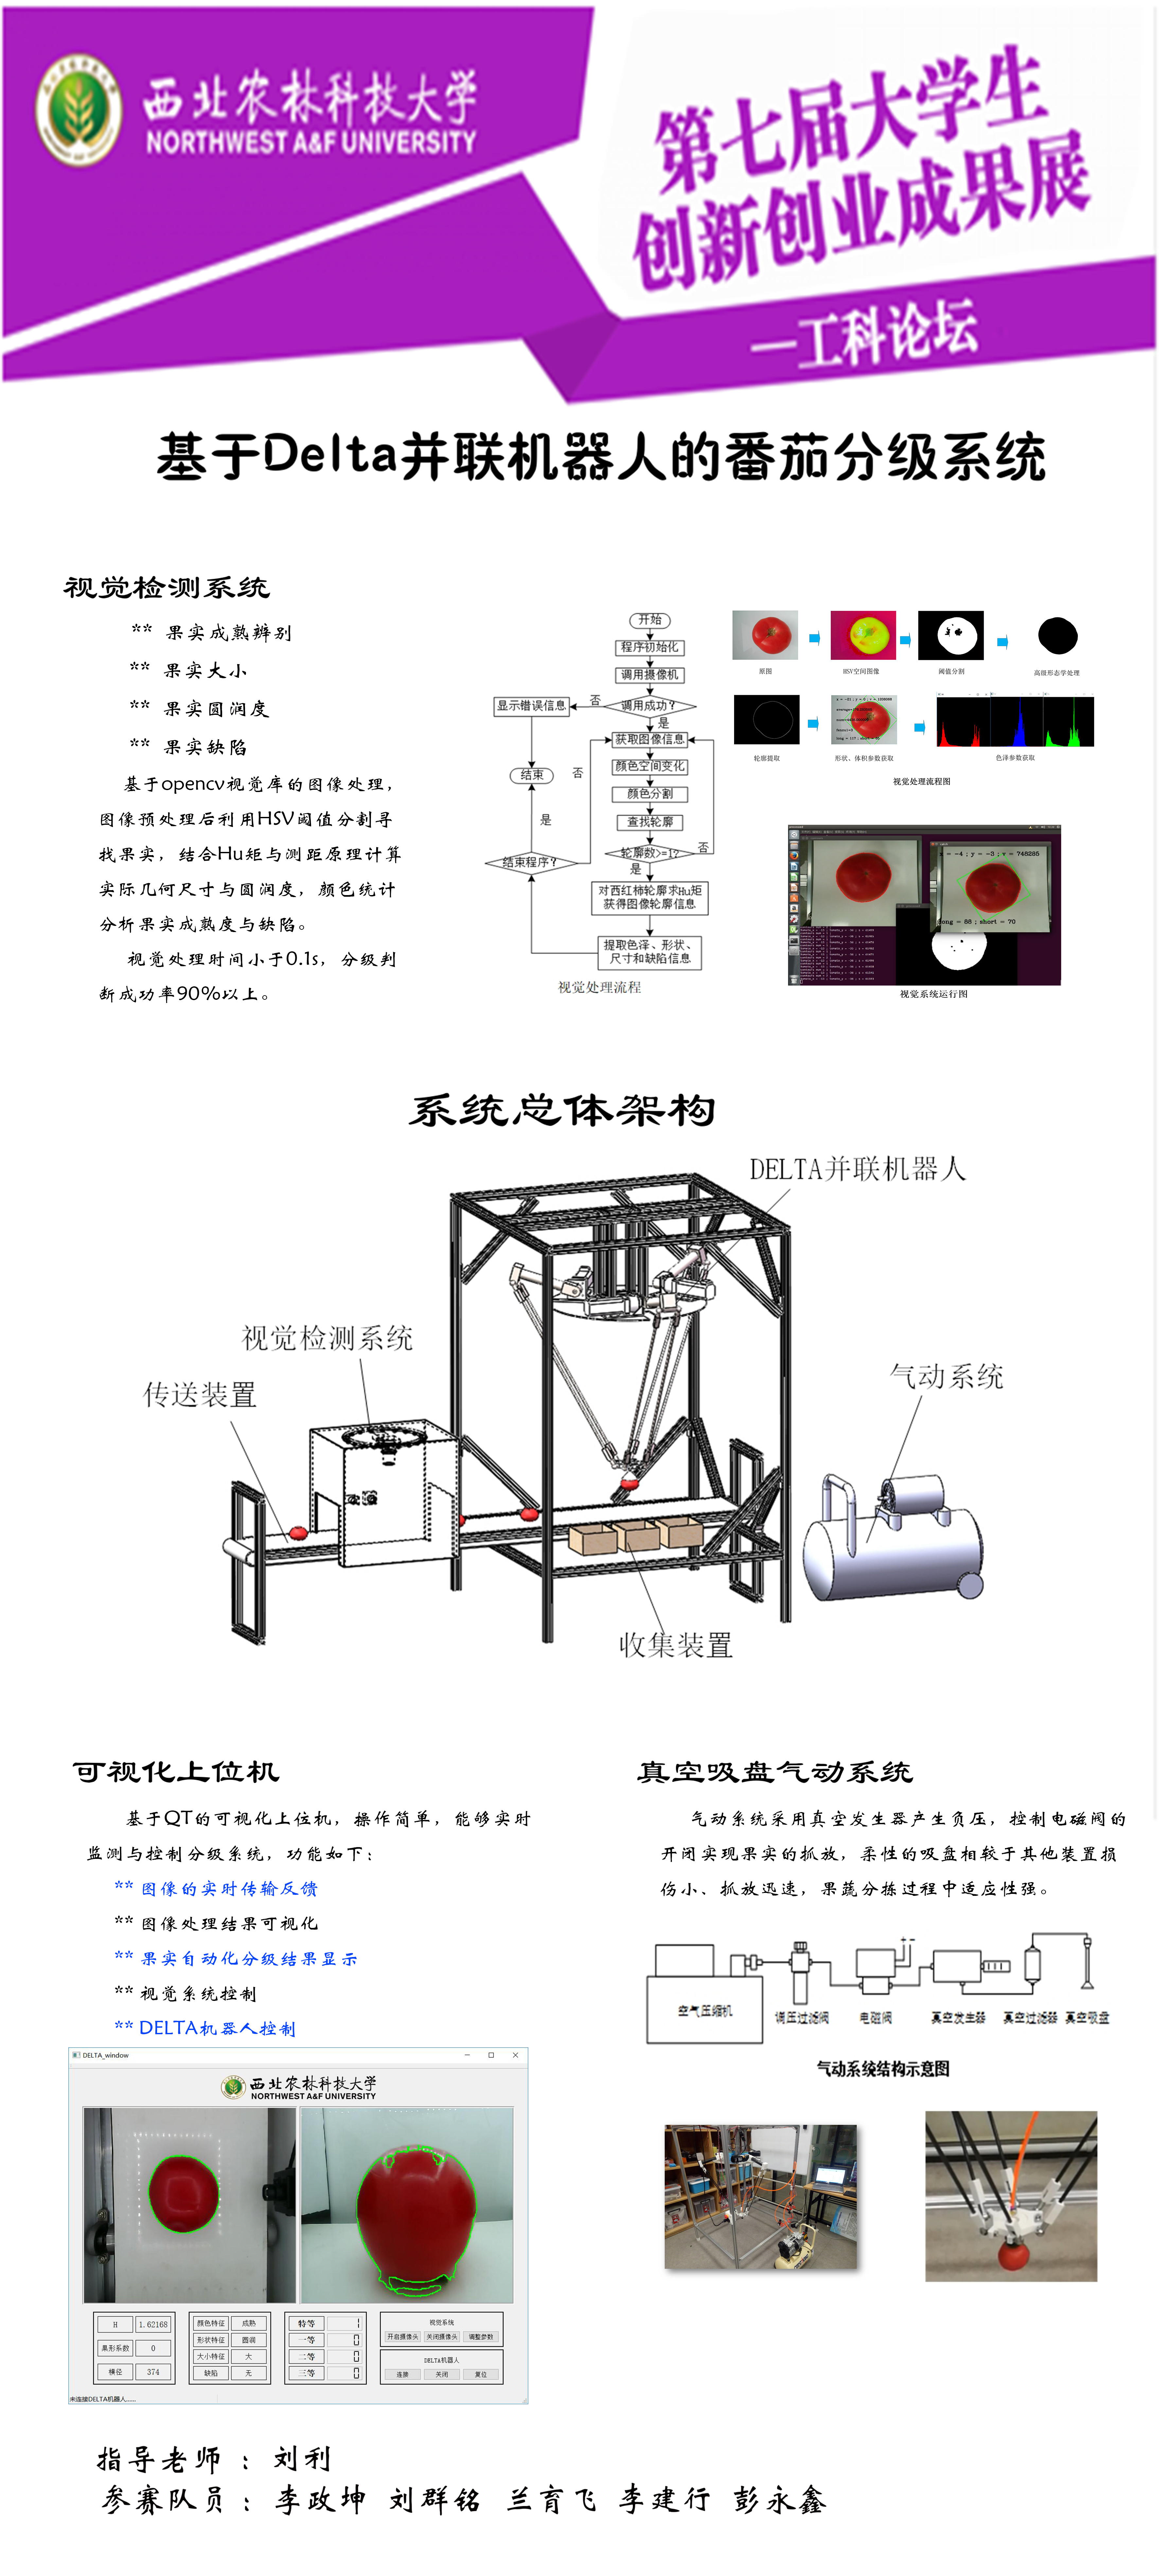 西北农林科技大学
NORTHWEST A&F UNIVERSITY
第七届大学生
创新创业成果展
—工科论坛
基于Delta并联机器人的番茄分级系统
视觉检测系统
** 果实成熟辨别
** 果实大小
** 果实圆润度
** 果实缺陷
基于opencv视觉库的图像处理，
图像预处理后利用HSV阈值分割寻
找果实，结合Hu矩与测距原理计算
实际几何尺寸与圆润度，颜色统计
分析果实成熟度与缺陷。
视觉处理时间小于0.1s，分级判
断成功率90%以上。
开始
程序初始化
调用摄像机
调用成功？
否
显示错误信息
是
获取图像信息
颜色空间变化
结束
否
颜色分割
是
查找轮廓
轮廓数>=1?
否
结束程序？
是
对西红柿轮廓求Hu矩
获得图像轮廓信息
提取色泽、形状、
尺寸和缺陷信息
视觉处理流程
原图
HSV空间图像
阈值分割
高级形态学处理
轮廓提取
形状、体积参数获取
色泽参数获取
视觉处理流程图
x = -4 ; y = -3 ; v = 748285
long = 88 ; short = 70
视觉系统运行图
系统总体架构
DELTA并联机器人
视觉检测系统
传送装置
气动系统
收集装置
可视化上位机
基于QT的可视化上位机，操作简单，能够实时
监测与控制分级系统，功能如下：
** 图像的实时传输反馈
** 图像处理结果可视化
** 果实自动化分级结果显示
** 视觉系统控制
** DELTA机器人控制
DELTA_window
西北农林科技大学
NORTHWEST A&F UNIVERSITY
H 1.62168
果形系数 0
横径 374
颜色特征 成熟
形状特征 圆润
大小特征 大
缺陷 无
特等 1
一等 0
二等 0
三等 0
视觉系统
开启摄像头 关闭摄像头 调整参数
DELTA机器人
连接 关闭 复位
未连接DELTA机器人......
真空吸盘气动系统
气动系统采用真空发生器产生负压，控制电磁阀的
开闭实现果实的抓放，柔性的吸盘相较于其他装置损
伤小、抓放迅速，果蔬分拣过程中适应性强。
空气压缩机
调压过滤阀
电磁阀
真空发生器
真空过滤器
真空吸盘
气动系统结构示意图
指导老师 ：刘利
参赛队员 ：李政坤 刘群铭 兰育飞 李建行 彭永鑫